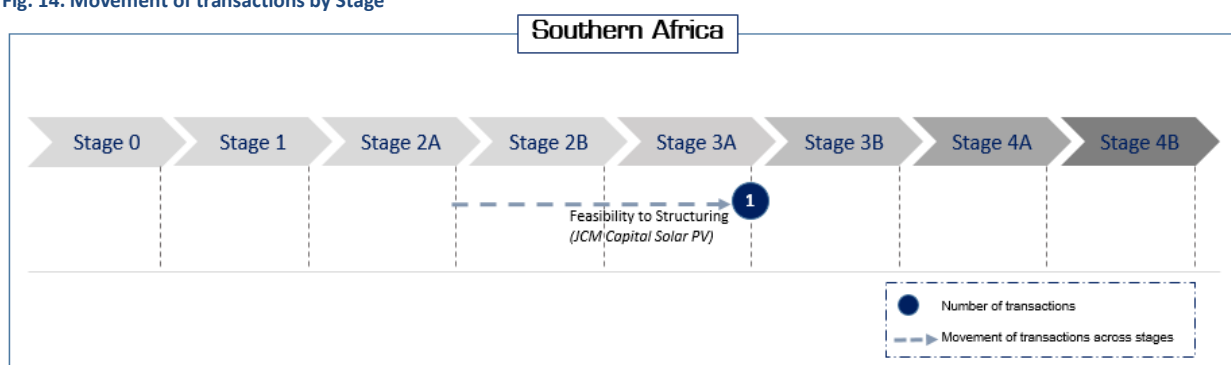 Fig. 14: Movement of transactions by Stage
Southern Africa
Stage 0 Stage 1 Stage 2A Stage 2B Stage 3A Stage 3B Stage 4A Stage 4B
1
Feasibility to Structuring
(JCM Capital Solar PV)
Number of transactions
Movement of transactions across stages